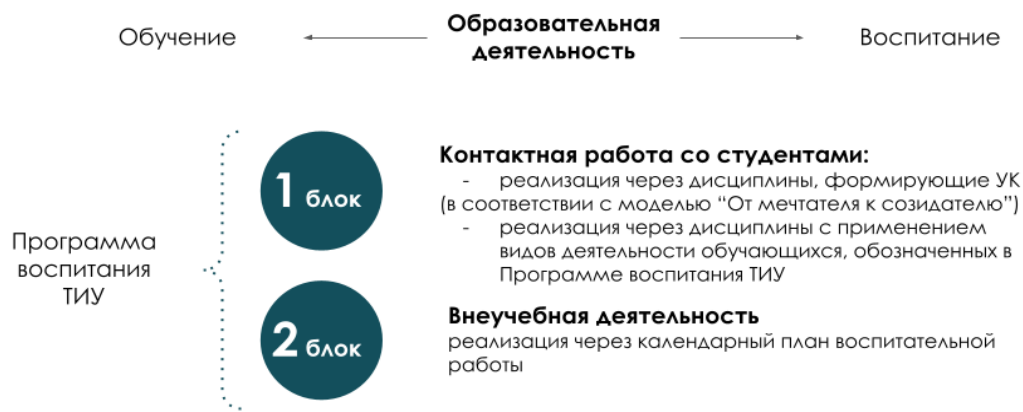 Обучение
Образовательная
деятельность
Воспитание
Программа
воспитания
ТИУ
1 блок
Контактная работа со студентами:
- реализация через дисциплины, формирующие УК
(в соответствии с моделью “От мечтателя к созидателю”)
- реализация через дисциплины с применением
видов деятельности обучающихся, обозначенных в
Программе воспитания ТИУ
2 блок
Внеучебная деятельность
реализация через календарный план воспитательной
работы